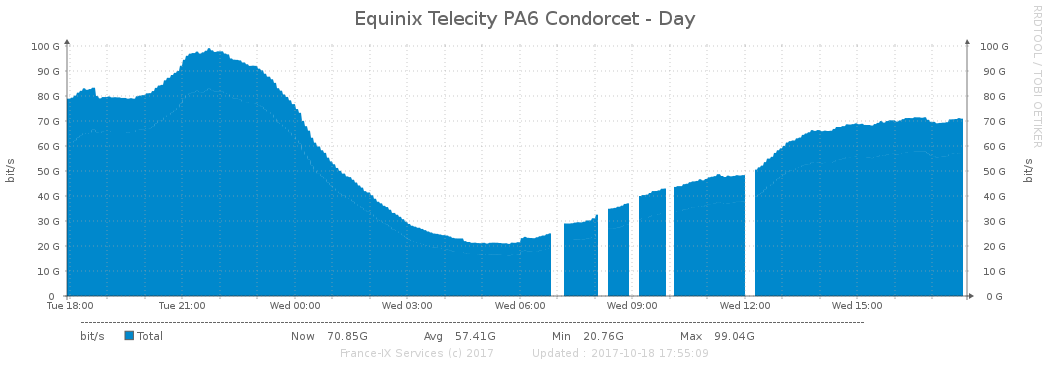 Equinix Telecity PA6 Condorcet - Day
RRDTOOL / TOBI OETIKER
bit/s
100 G
90 G
80 G
70 G
60 G
50 G
40 G
30 G
20 G
10 G
0
100 G
90 G
80 G
70 G
60 G
50 G
40 G
30 G
20 G
10 G
0 G
bit/s
Tue 18:00 Tue 21:00 Wed 00:00 Wed 03:00 Wed 06:00 Wed 09:00 Wed 12:00 Wed 15:00
bit/s Total Now 70.85G Avg 57.41G Min 20.76G Max 99.04G
France-IX Services (c) 2017 Updated : 2017-10-18 17:55:09